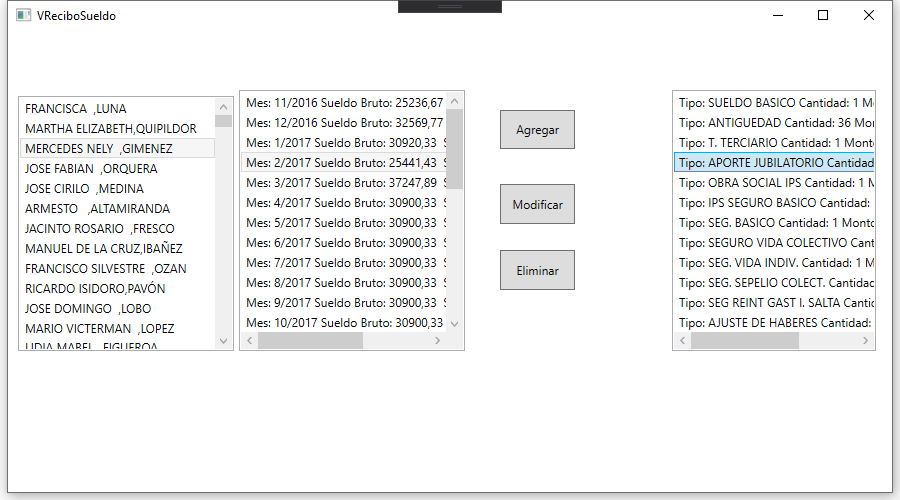 VReciboSueldo
FRANCISCA ,LUNA
MARTHA ELIZABETH,QUIPILDOR
MERCEDES NELY ,GIMENEZ
JOSE FABIAN ,ORQUERA
JOSE CIRILO ,MEDINA
ARMESTO ,ALTAMIRANDA
JACINTO ROSARIO ,FRESCO
MANUEL DE LA CRUZ,IBAÑEZ
FRANCISCO SILVESTRE ,OZAN
RICARDO ISIDORO,PAVÓN
JOSE DOMINGO ,LOBO
MARIO VICTERMAN ,LOPEZ
LIDIA MABEL ,FIGUEROA
Mes: 11/2016 Sueldo Bruto: 25236,67
Mes: 12/2016 Sueldo Bruto: 32569,77
Mes: 1/2017 Sueldo Bruto: 30920,33 S
Mes: 2/2017 Sueldo Bruto: 25441,43 S
Mes: 3/2017 Sueldo Bruto: 37247,89 S
Mes: 4/2017 Sueldo Bruto: 30900,33 S
Mes: 5/2017 Sueldo Bruto: 30900,33 S
Mes: 6/2017 Sueldo Bruto: 30900,33 S
Mes: 7/2017 Sueldo Bruto: 30900,33 S
Mes: 8/2017 Sueldo Bruto: 30900,33 S
Mes: 9/2017 Sueldo Bruto: 30900,33 S
Mes: 10/2017 Sueldo Bruto: 30900,33
Agregar
Modificar
Eliminar
Tipo: SUELDO BASICO Cantidad: 1 M
Tipo: ANTIGUEDAD Cantidad: 36 Mo
Tipo: T. TERCIARIO Cantidad: 1 Mont
Tipo: APORTE JUBILATORIO Cantidad
Tipo: OBRA SOCIAL IPS Cantidad: 1 M
Tipo: IPS SEGURO BASICO Cantidad:
Tipo: SEG. BASICO Cantidad: 1 Monto
Tipo: SEGURO VIDA COLECTIVO Cant
Tipo: SEG. VIDA INDIV. Cantidad: 1 M
Tipo: SEG. SEPELIO COLECT. Cantidad
Tipo: SEG REINT GAST I. SALTA Cantid
Tipo: AJUSTE DE HABERES Cantidad: